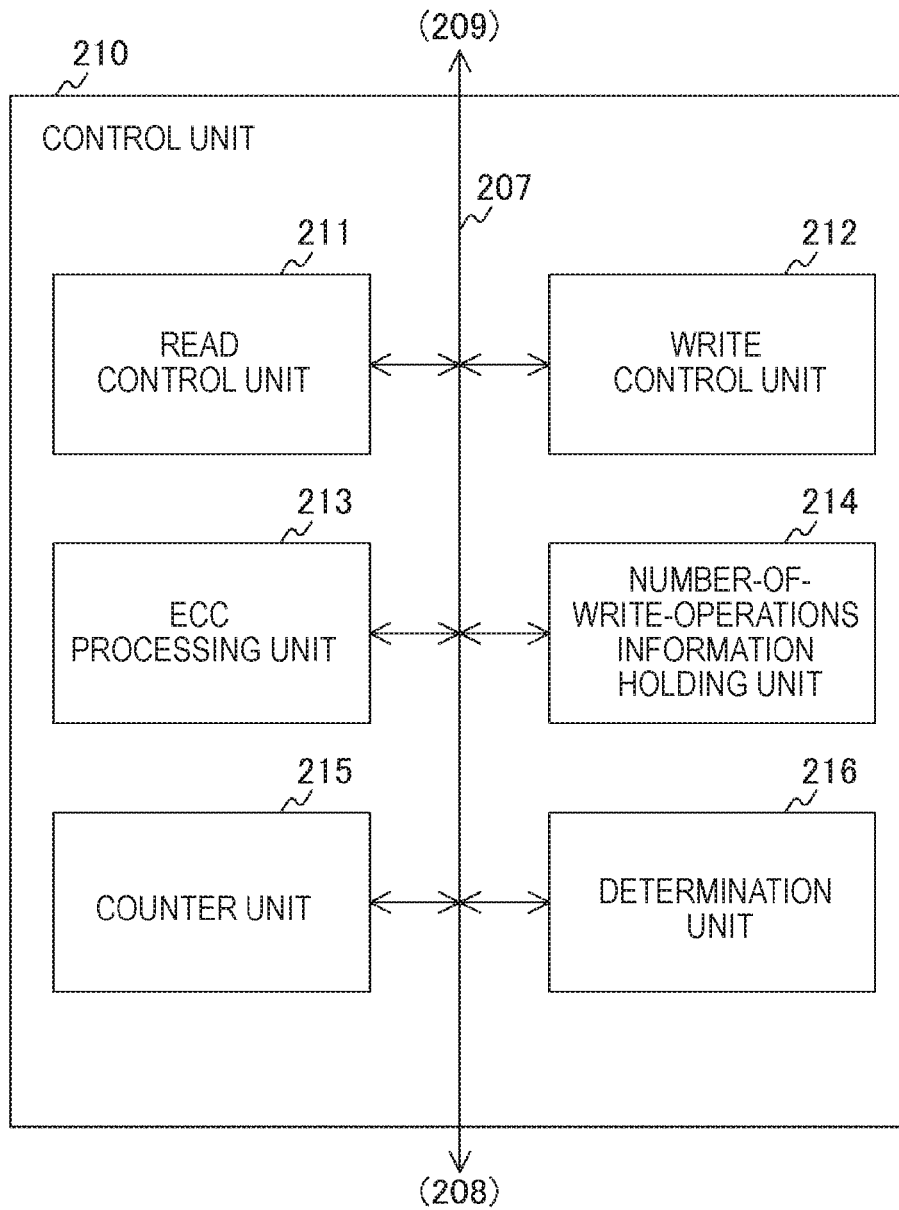 (209)
210
CONTROL UNIT
207
211
READ
CONTROL UNIT
212
WRITE
CONTROL UNIT
213
ECC
PROCESSING UNIT
214
NUMBER-OF-
WRITE-OPERATIONS
INFORMATION
HOLDING UNIT
215
COUNTER UNIT
216
DETERMINATION
UNIT
(208)